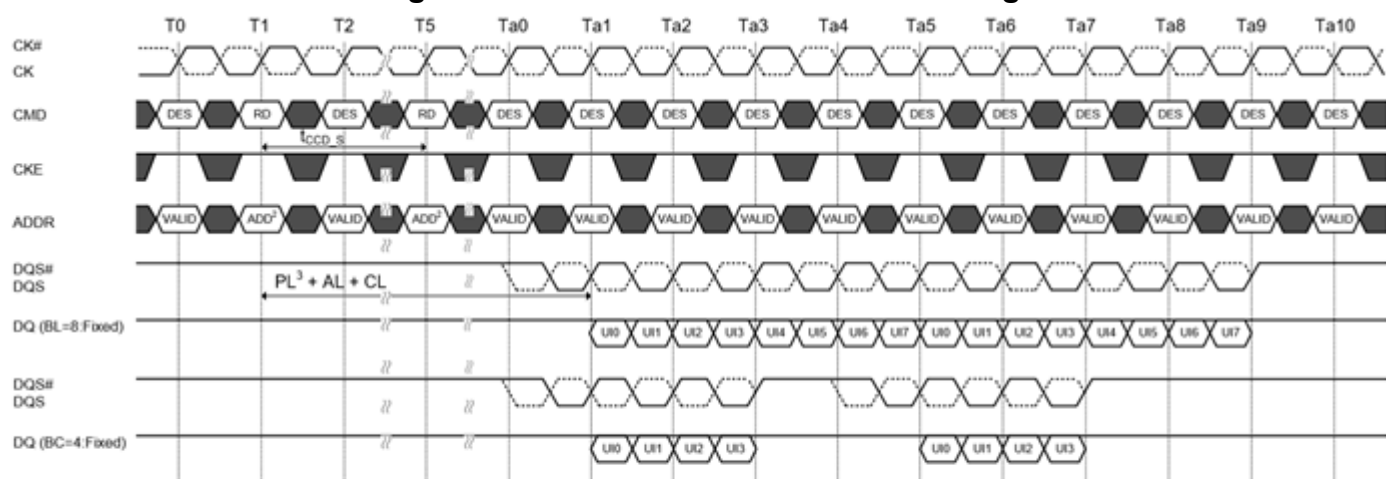 T0 T1 T2 T5 Ta0 Ta1 Ta2 Ta3 Ta4 Ta5 Ta6 Ta7 Ta8 Ta9 Ta10
CK#
CK
CMD DES RD DES RD DES DES DES DES DES DES DES DES DES DES DES
tCCD_S
CKE
ADDR VALID ADD² VALID ADD² VALID VALID VALID VALID VALID VALID VALID VALID VALID VALID VALID
DQS#
DQS
PL³ + AL + CL
DQ (BL=8:Fixed) UI0 UI1 UI2 UI3 UI4 UI5 UI6 UI7 UI0 UI1 UI2 UI3 UI4 UI5 UI6 UI7
DQS#
DQS
DQ (BC=4:Fixed) UI0 UI1 UI2 UI3 UI0 UI1 UI2 UI3